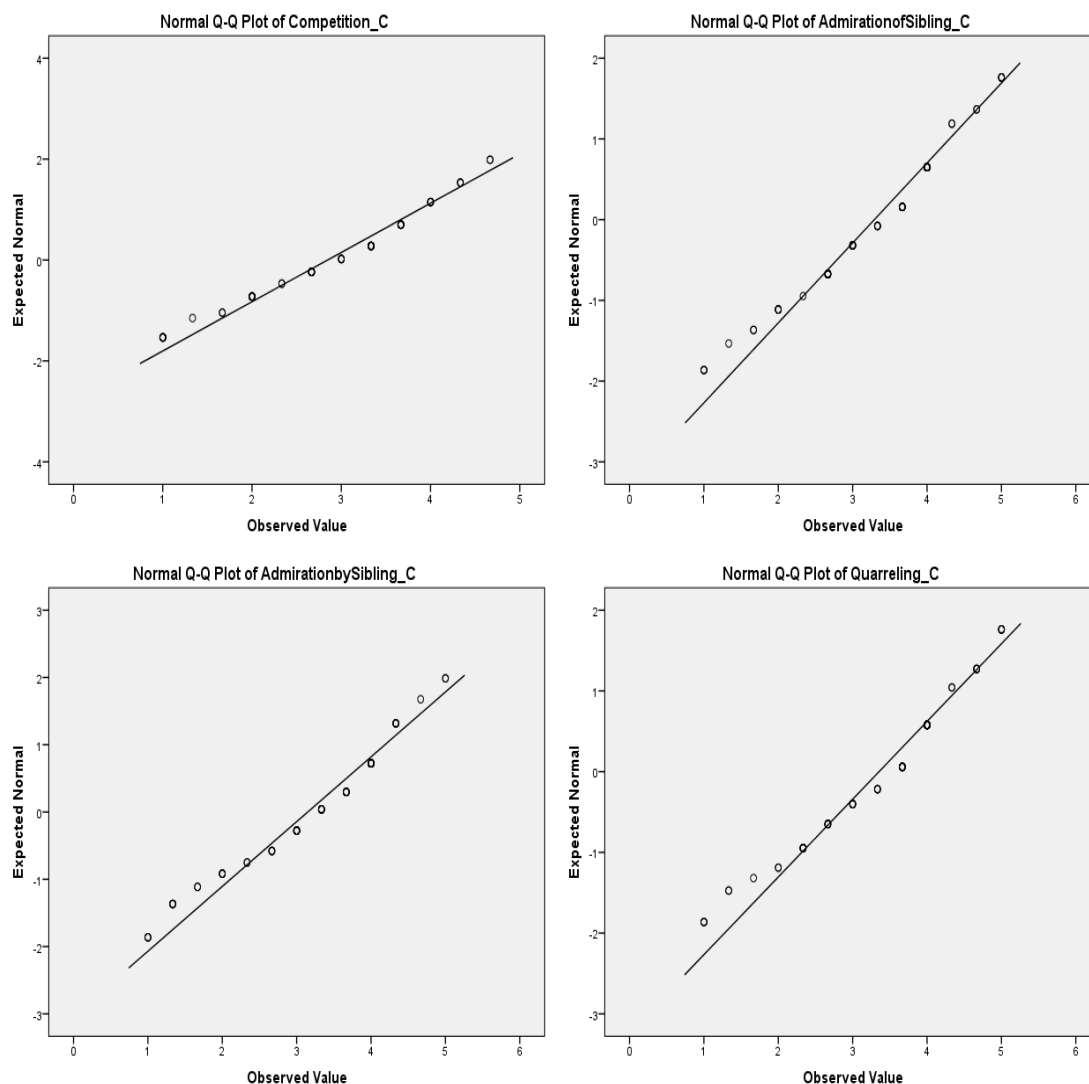 Normal Q-Q Plot of Competition_C
4
2
0
-2
-4
Expected Normal
0 1 2 3 4 5
Observed Value
Normal Q-Q Plot of AdmirationofSibling_C
2
1
0
-1
-2
-3
Expected Normal
0 1 2 3 4 5 6
Observed Value
Normal Q-Q Plot of AdmirationbySibling_C
3
2
1
0
-1
-2
-3
Expected Normal
0 1 2 3 4 5 6
Observed Value
Normal Q-Q Plot of Quarreling_C
2
1
0
-1
-2
-3
Expected Normal
0 1 2 3 4 5 6
Observed Value